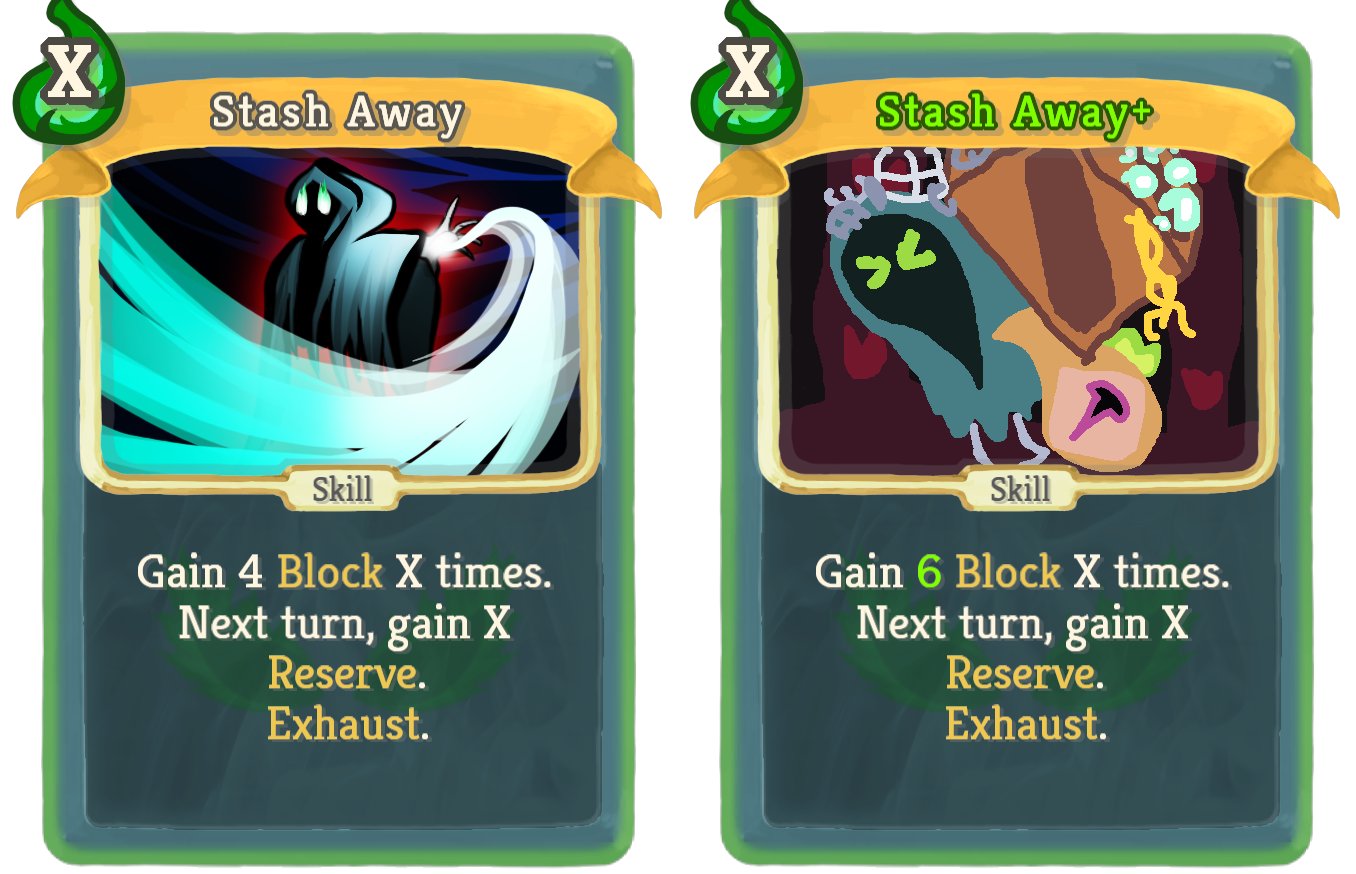 X
Stash Away
Skill
Gain 4 Block X times.
Next turn, gain X
Reserve.
Exhaust.
X
Stash Away+
Skill
Gain 6 Block X times.
Next turn, gain X
Reserve.
Exhaust.